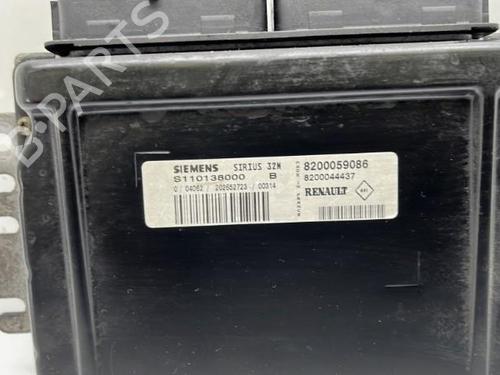 B-PARTS
SIEMENS SIRIUS 32N 8200059086
S110138000 B 8200044437
0 / 04062 / 202652723 / 00314 RENAULT